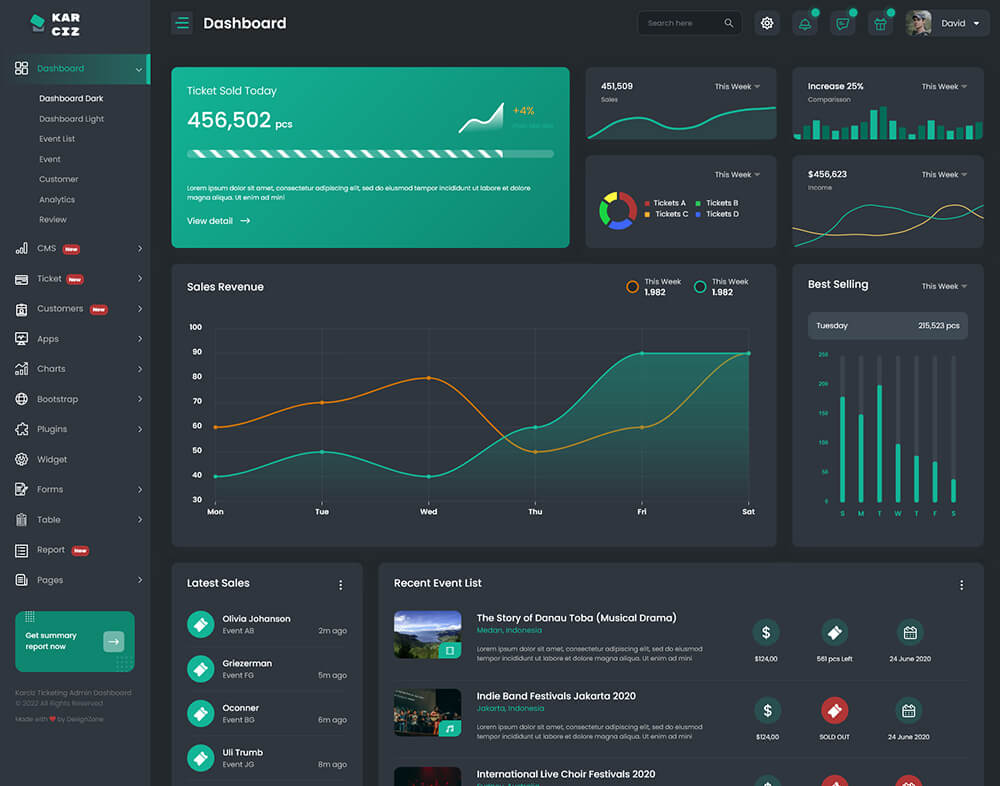 KAR
CIZ
Dashboard
Search here
David
Dashboard
Dashboard Dark
Dashboard Light
Event List
Event
Customer
Analytics
Review
CMS New
Ticket New
Customers New
Apps
Charts
Bootstrap
Plugins
Widget
Forms
Table
Report New
Pages
Get summary
report now
Karciz Ticketing Admin Dashboard
© 2022 All Rights Reserved
Made with ❤ by DexignZone
Ticket Sold Today
456,502 pcs
+4%
Lorem ipsum dolor sit amet, consectetur adipiscing elit, sed do eiusmod tempor incididunt ut labore et dolore
magna aliqua. Ut enim ad mini
View detail
451,509
Sales
This Week
Increase 25%
Comparisson
This Week
This Week
Tickets A
Tickets B
Tickets C
Tickets D
$456,623
Income
This Week
Sales Revenue
This Week
1.982
This Week
1.982
100
90
80
70
60
50
40
30
Mon Tue Wed Thu Fri Sat
Best Selling
This Week
Tuesday 215,523 pcs
250
200
150
100
50
0
S M T W T F S
Latest Sales
Olivia Johanson
Event AB 2m ago
Griezerman
Event FG 5m ago
Oconner
Event BG 6m ago
Uli Trumb
Event JG 8m ago
Recent Event List
The Story of Danau Toba (Musical Drama)
Medan, Indonesia
Lorem ipsum dolor sit amet, consectetur adipiscing elit, sed do eiusmod
tempor incididunt ut labore et dolore magna aliqua. Ut enim ad mini
$124,00 561 pcs Left 24 June 2020
Indie Band Festivals Jakarta 2020
Jakarta, Indonesia
Lorem ipsum dolor sit amet, consectetur adipiscing elit, sed do eiusmod
tempor incididunt ut labore et dolore magna aliqua. Ut enim ad mini
$124,00 SOLD OUT 24 June 2020
International Live Choir Festivals 2020